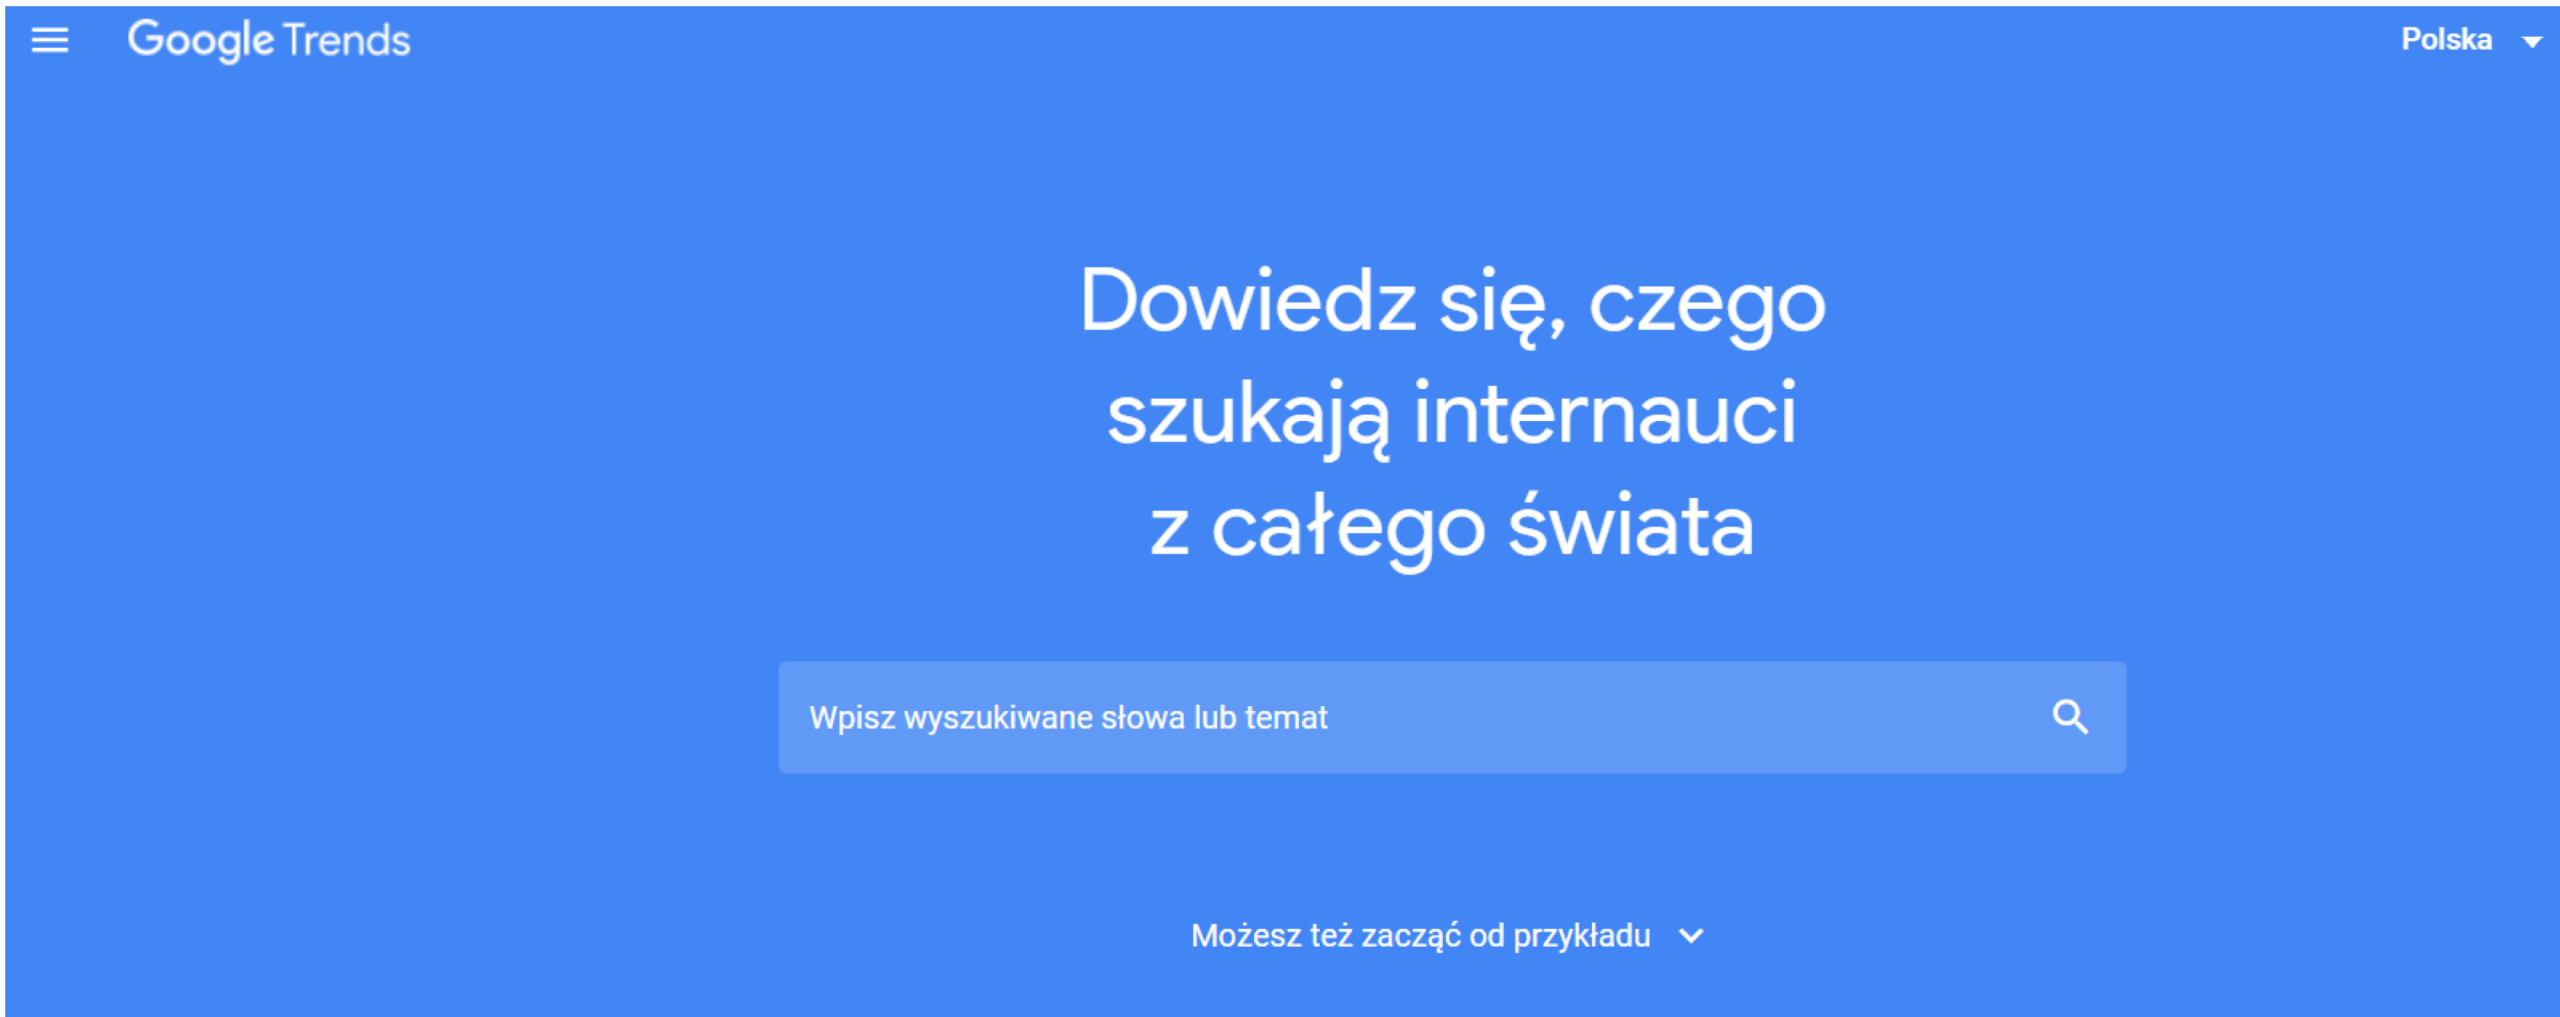 Google Trends
Polska
Dowiedz się, czego
szukają internauci
z całego świata
Wpisz wyszukiwane słowa lub temat
Możesz też zacząć od przykładu